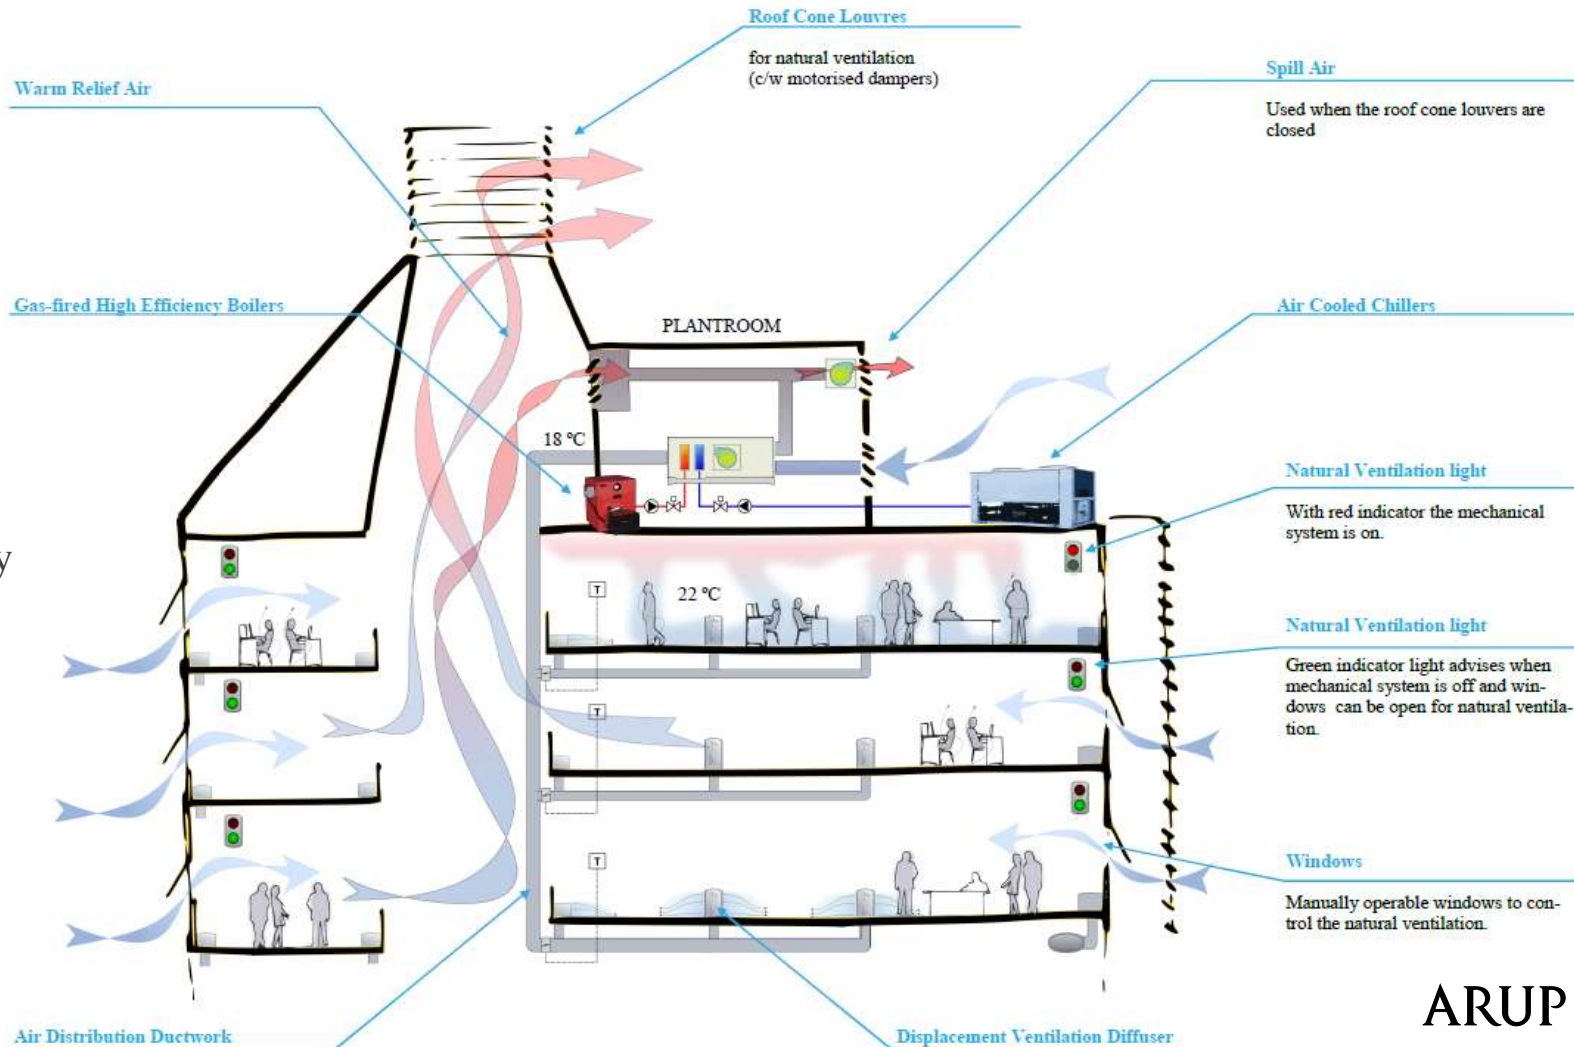 Roof Cone Louvres
for natural ventilation
(c/w motorised dampers)
Spill Air
Used when the roof cone louvers are
closed
Warm Relief Air
Gas-fired High Efficiency Boilers
PLANTROOM
Air Cooled Chillers
18 ºC
Natural Ventilation light
With red indicator the mechanical
system is on.
y
T
22 ºC
Natural Ventilation light
Green indicator light advises when
mechanical system is off and win-
dows can be open for natural ventila-
tion.
T
T
Windows
Manually operable windows to con-
trol the natural ventilation.
ARUP
Air Distribution Ductwork
Displacement Ventilation Diffuser